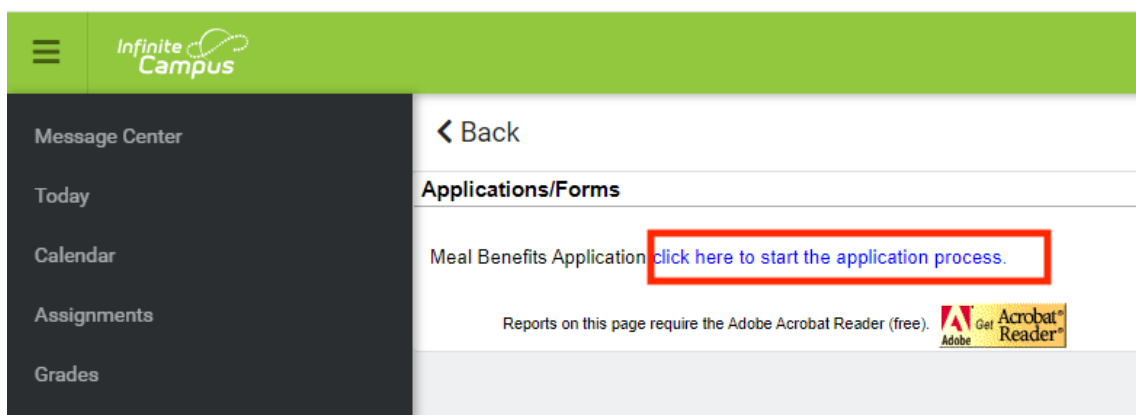 Infinite
Campus
Message Center
Today
Calendar
Assignments
Grades
Back
Applications/Forms
Meal Benefits Application click here to start the application process.
Reports on this page require the Adobe Acrobat Reader (free).
Adobe
Get Acrobat®
Reader®